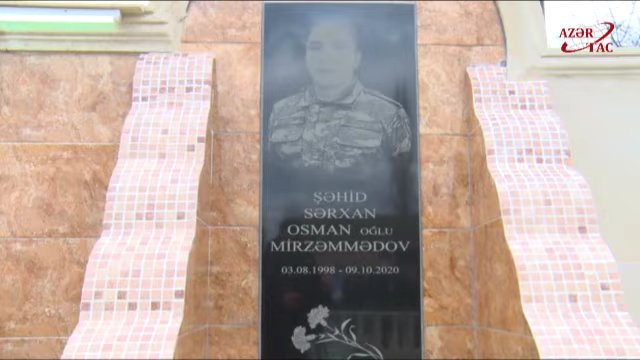 AZƏR
TAC
ŞƏHİD
SƏRXAN
OSMAN OĞLU
MİRZƏMMƏDOV
03.08.1998 - 09.10.2020